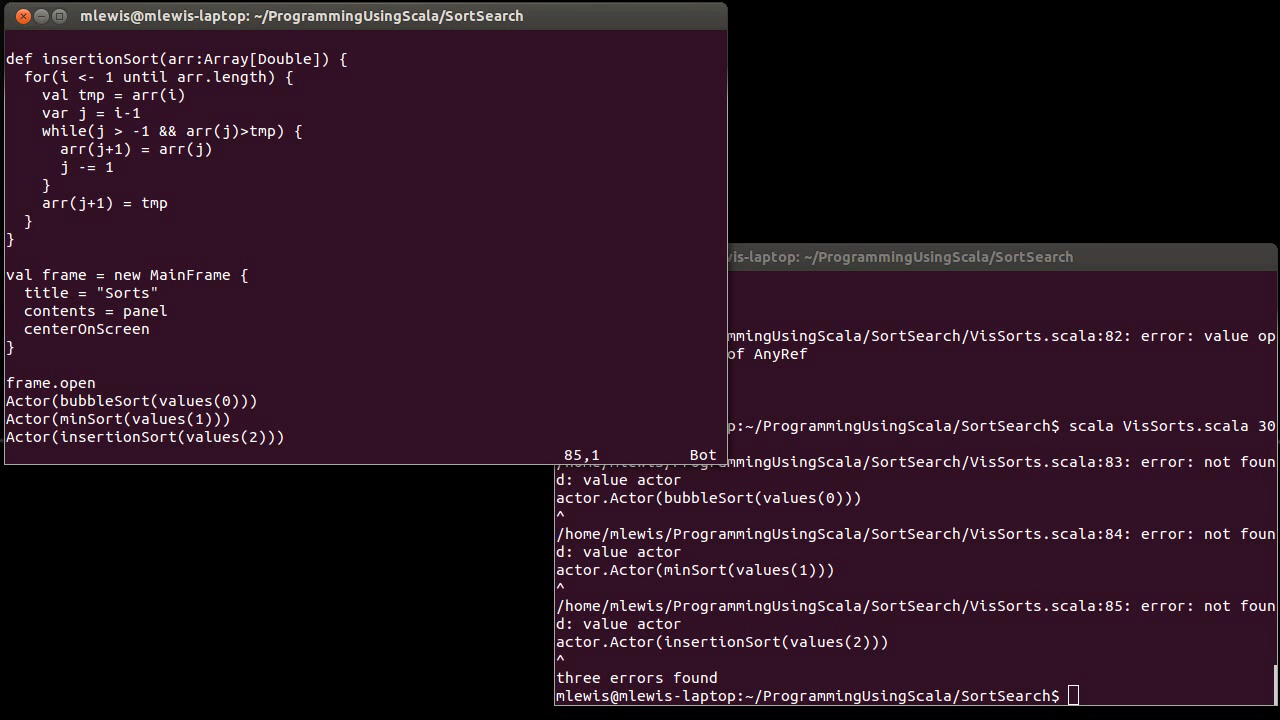 mlewis@mlewis-laptop: ~/ProgrammingUsingScala/SortSearch
def insertionSort(arr:Array[Double]) {
  for(i <- 1 until arr.length) {
    val tmp = arr(i)
    var j = i-1
    while(j > -1 && arr(j)>tmp) {
      arr(j+1) = arr(j)
      j -= 1
    }
    arr(j+1) = tmp
  }
}
val frame = new MainFrame {
  title = "Sorts"
  contents = panel
  centerOnScreen
}
frame.open
Actor(bubbleSort(values(0)))
Actor(minSort(values(1)))
Actor(insertionSort(values(2)))
85,1 Bot
is-laptop: ~/ProgrammingUsingScala/SortSearch
mmingUsingScala/SortSearch/VisSorts.scala:82: error: value op
of AnyRef
p:~/ProgrammingUsingScala/SortSearch$ scala VisSorts.scala 30
/home/mlewis/ProgrammingUsingScala/SortSearch/VisSorts.scala:83: error: not foun
d: value actor
actor.Actor(bubbleSort(values(0)))
^
/home/mlewis/ProgrammingUsingScala/SortSearch/VisSorts.scala:84: error: not foun
d: value actor
actor.Actor(minSort(values(1)))
^
/home/mlewis/ProgrammingUsingScala/SortSearch/VisSorts.scala:85: error: not foun
d: value actor
actor.Actor(insertionSort(values(2)))
^
three errors found
mlewis@mlewis-laptop:~/ProgrammingUsingScala/SortSearch$